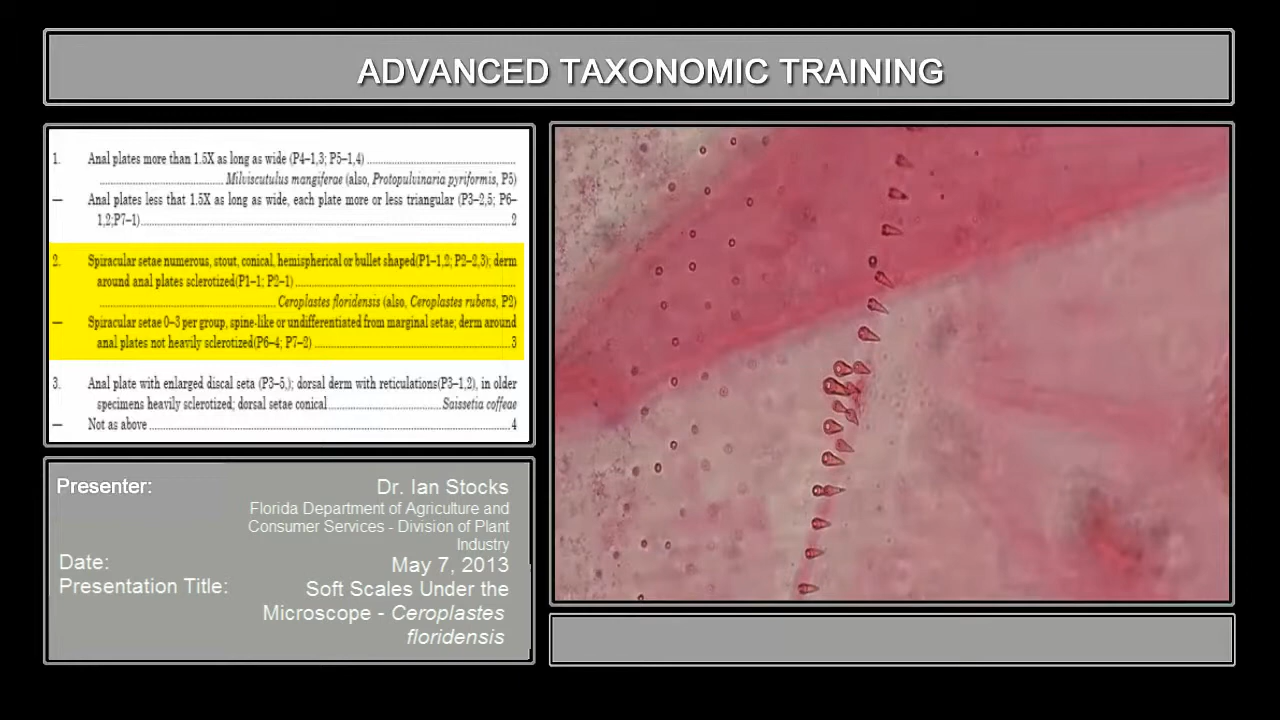 ADVANCED TAXONOMIC TRAINING
1. Anal plates more than 1.5X as long as wide (P4–1,3; P5–1,4) ..........................................
.......................................... Milviscutulus mangiferae (also, Protopulvinaria pyriformis, P5)
— Anal plates less that 1.5X as long as wide, each plate more or less triangular (P3–2,5; P6–
1,2;P7–1)....................................................................................................................2
2. Spiracular setae numerous, stout, conical, hemispherical or bullet shaped(P1–1,2; P2–2,3); derm
around anal plates sclerotized(P1–1; P2–1) ..................................................................
.......................................................... Ceroplastes floridensis (also, Ceroplastes rubens, P2)
— Spiracular setae 0–3 per group, spine-like or undifferentiated from marginal setae; derm around
anal plates not heavily sclerotized(P6–4; P7–2) ............................................................3
3. Anal plate with enlarged discal seta (P3–5,); dorsal derm with reticulations(P3–1,2), in older
specimens heavily sclerotized; dorsal setae conical ......................................Saissetia coffeae
— Not as above ..............................................................................................................4
Presenter: Dr. Ian Stocks
Florida Department of Agriculture and
Consumer Services - Division of Plant
Industry
Date: May 7, 2013
Presentation Title: Soft Scales Under the
Microscope - Ceroplastes
floridensis